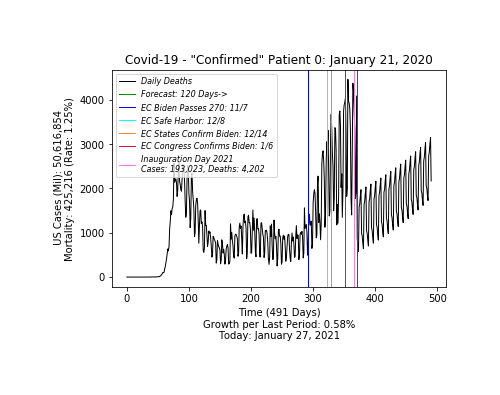 Covid-19 - "Confirmed" Patient 0: January 21, 2020
Daily Deaths
Forecast: 120 Days->
EC Biden Passes 270: 11/7
EC Safe Harbor: 12/8
EC States Confirm Biden: 12/14
EC Congress Confirms Biden: 1/6
Inauguration Day 2021
Cases: 193,023, Deaths: 4,202
US Cases (Mil): 50,616,854
Mortality: 425,216 (Rate: 1.25%)
4000
3000
2000
1000
0
0 100 200 300 400 500
Time (491 Days)
Growth per Last Period: 0.58%
Today: January 27, 2021